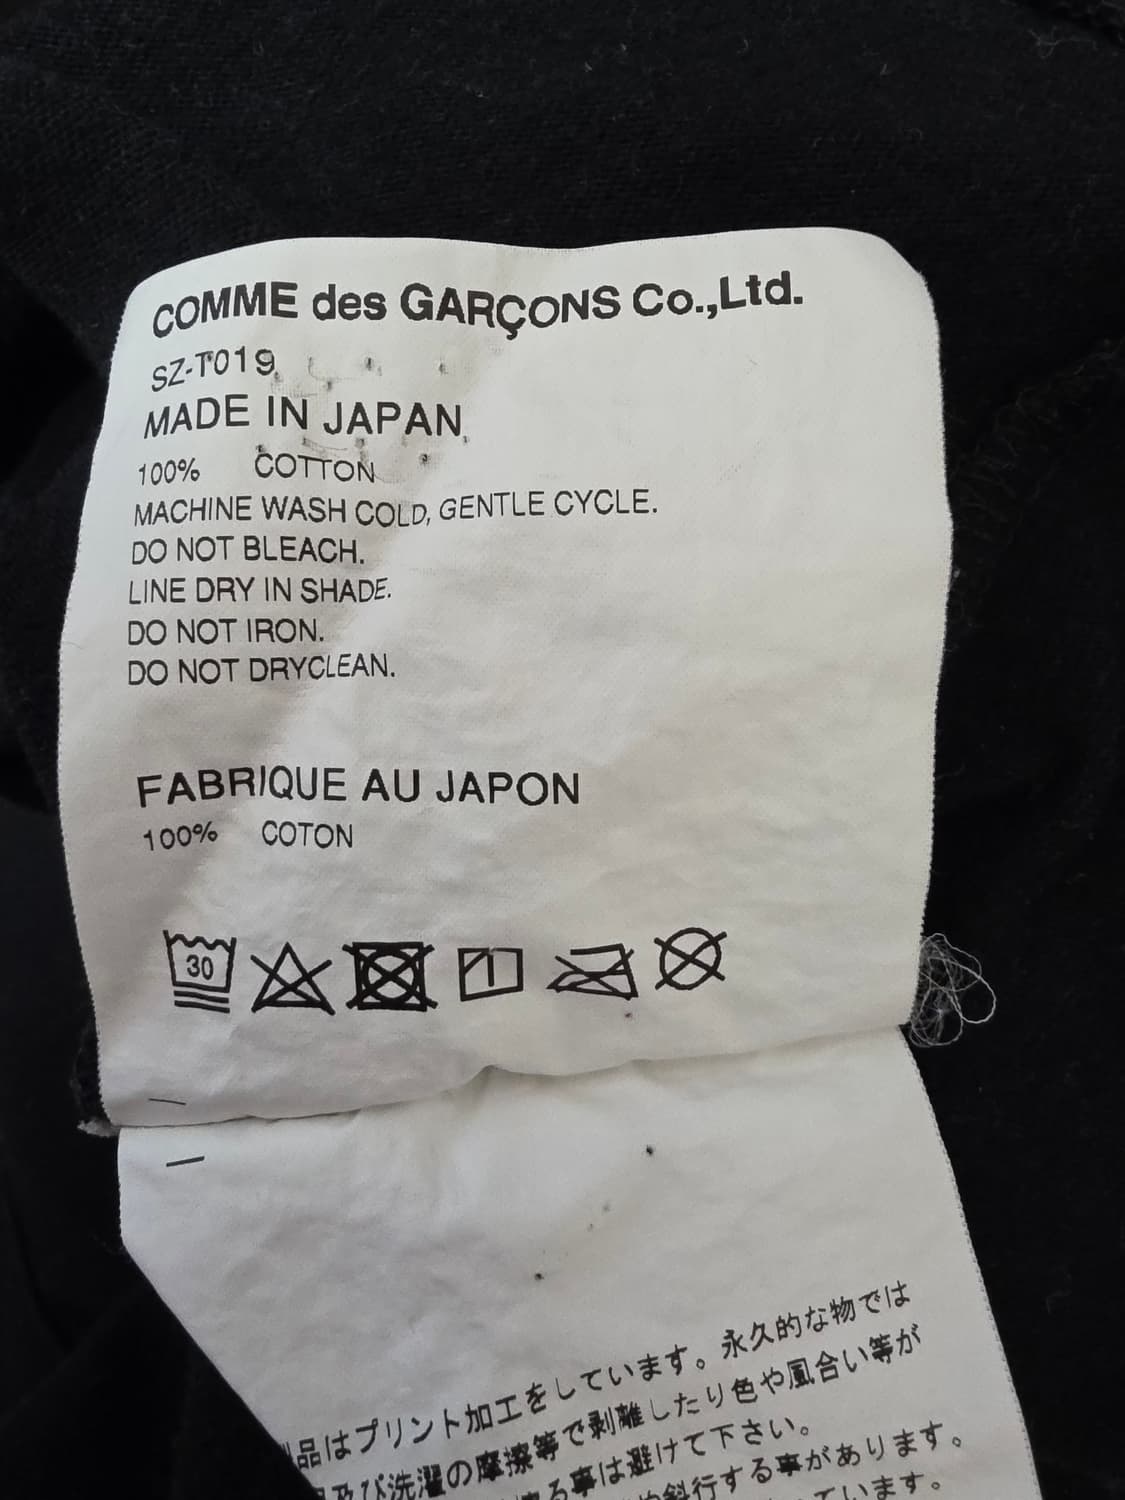 COMME des GARÇONS Co.,Ltd.
SZ-T019
MADE IN JAPAN
100% COTTON
MACHINE WASH COLD, GENTLE CYCLE.
DO NOT BLEACH.
LINE DRY IN SHADE.
DO NOT IRON.
DO NOT DRYCLEAN.
FABRIQUE AU JAPON
100% COTON
30
品はプリント加工をしています。永久的な物では
及び洗濯の摩擦等で剥離したり色や風合い等が
る事は避けて下さい。
斜行する事があります。
ています。